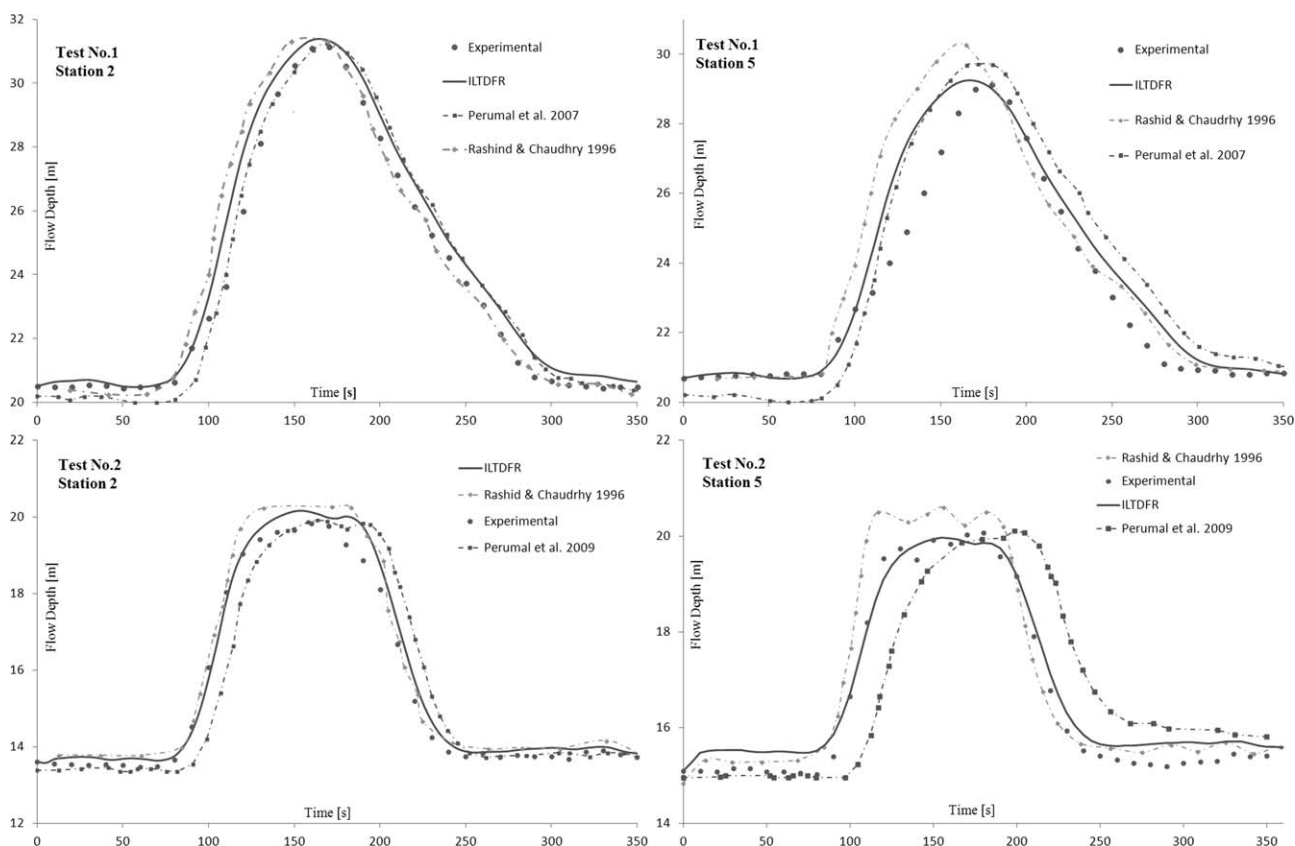 Test No.1
Station 2
Experimental
ILTDFR
Perumal et al. 2007
Rashind & Chaudhry 1996
Flow Depth [m]
32
30
28
26
24
22
20
Time [s]
0 50 100 150 200 250 300 350
Test No.1
Station 5
Experimental
ILTDFR
Rashid & Chaudrhy 1996
Perumal et al. 2007
Flow Depth [m]
30
28
26
24
22
20
Time [s]
0 50 100 150 200 250 300 350
Test No.2
Station 2
ILTDFR
Rashid & Chaudrhy 1996
Experimental
Perumal et al. 2009
Flow Depth [m]
22
20
18
16
14
12
Time [s]
0 50 100 150 200 250 300 350
Test No.2
Station 5
Rashid & Chaudrhy 1996
Experimental
ILTDFR
Perumal et al. 2009
Flow Depth [m]
22
20
18
16
14
Time [s]
0 50 100 150 200 250 300 350